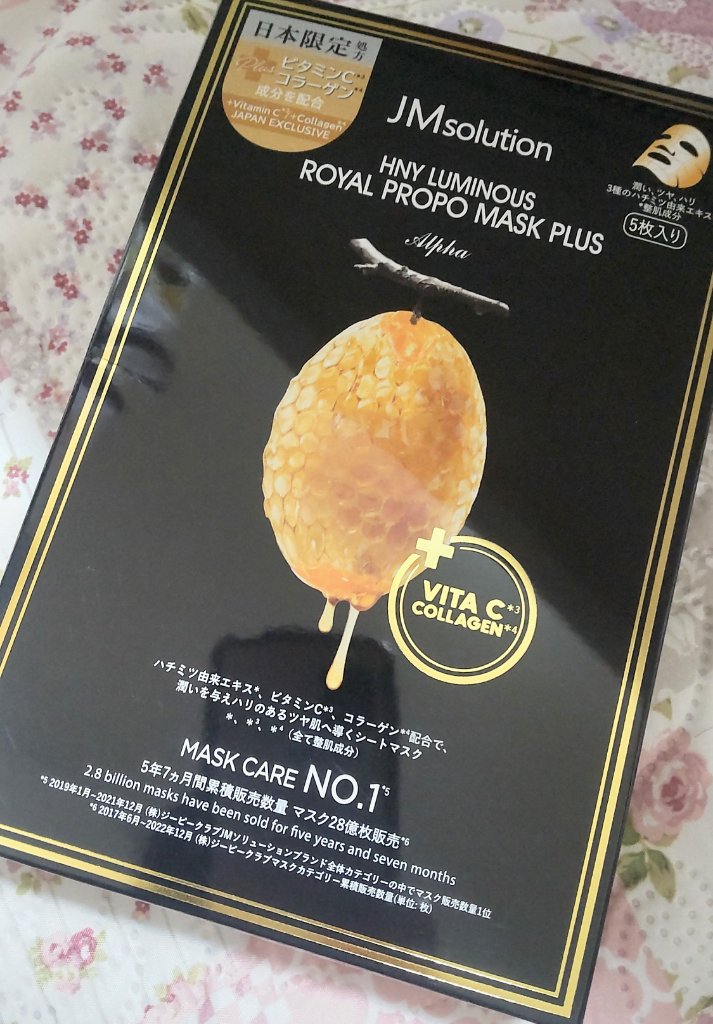 日本限定処方
Plus ビタミンC*³
コラーゲン*⁴
成分を配合
+Vitamin C*³/+Collagen*⁴
JAPAN EXCLUSIVE
JMsolution
HNY LUMINOUS
ROYAL PROPO MASK PLUS
Alpha
潤い、ツヤ、ハリ
3種のハチミツ由来エキス
*整肌成分
5枚入り
+
VITA C*³
COLLAGEN*⁴
ハチミツ由来エキス*、ビタミンC*³、コラーゲン*⁴配合で、
潤いを与えハリのあるツヤ肌へ導くシートマスク
*、*³、*⁴ (全て整肌成分)
MASK CARE NO.1*⁵
5年7ヵ月間累積販売数量 マスク28億枚販売*⁶
2.8 billion masks have been sold for five years and seven months
*⁵ 2019年1月~2021年12月 (株)ジーピークラブJMソリューションブランド全体カテゴリーの中でマスク販売数量1位
*⁶ 2017年6月~2022年12月 (株)ジーピークラブマスクカテゴリー累積販売数量(単位: 枚)